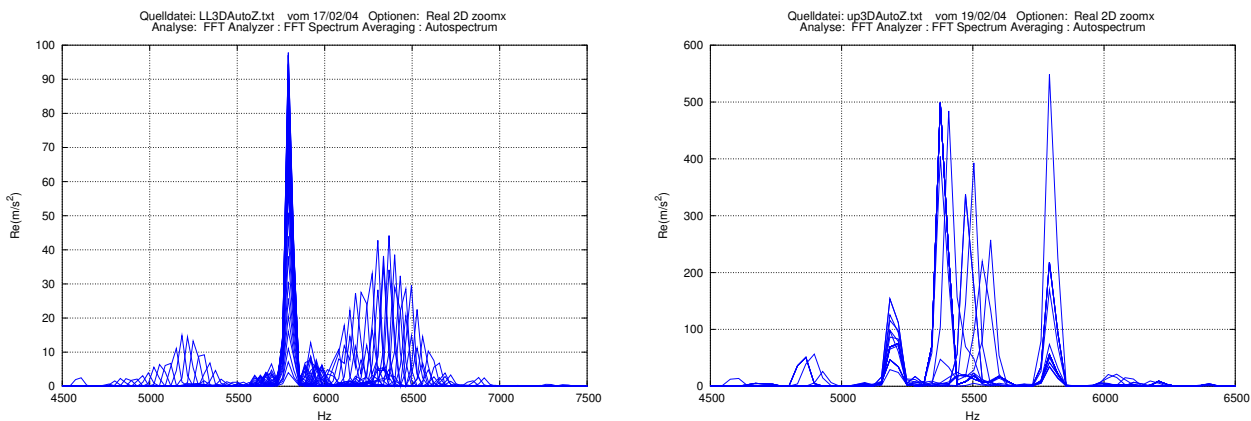 Quelldatei: LL3DAutoZ.txt vom 17/02/04 Optionen: Real 2D zoomx
Analyse: FFT Analyzer : FFT Spectrum Averaging : Autospectrum
100
90
80
70
60
50
40
30
20
10
0
Re(m/s²)
4500 5000 5500 6000 6500 7000 7500
Hz
Quelldatei: up3DAutoZ.txt vom 19/02/04 Optionen: Real 2D zoomx
Analyse: FFT Analyzer : FFT Spectrum Averaging : Autospectrum
600
500
400
300
200
100
0
Re(m/s²)
4500 5000 5500 6000 6500
Hz